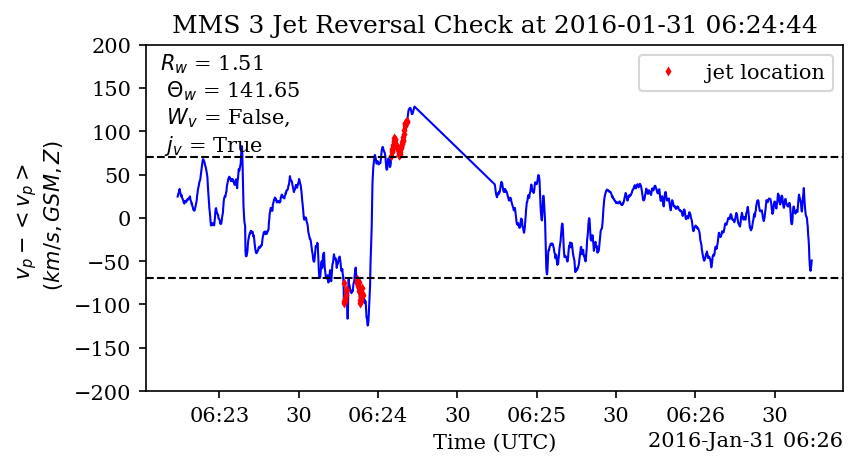 MMS 3 Jet Reversal Check at 2016-01-31 06:24:44
R_w = 1.51
Θ_w = 141.65
W_v = False,
j_v = True
jet location
200
150
100
50
0
−50
−100
−150
−200
v_p − < v_p >
(km/s, GSM, Z)
06:23 30 06:24 30 06:25 30 06:26 30
Time (UTC)
2016-Jan-31 06:26